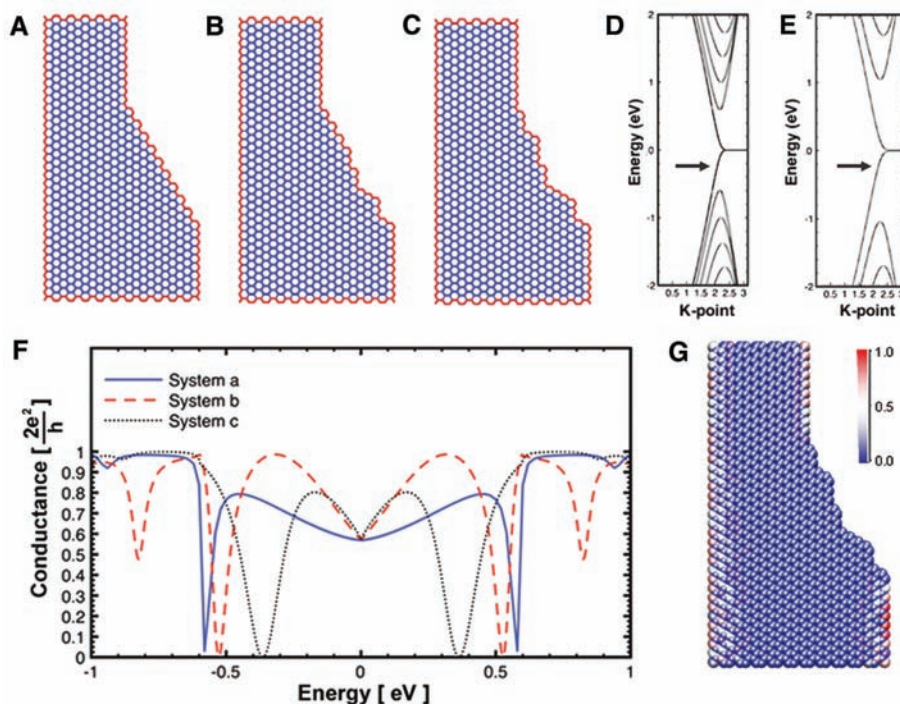 A
B
C
D
E
2
1
0
-1
-2
Energy (eV)
0.5 1 1.5 2 2.5 3
K-point
2
1
0
-1
-2
Energy (eV)
0.5 1 1.5 2 2.5 3
K-point
F
System a
System b
System c
Conductance [ 2e²/h ]
1
0.9
0.8
0.7
0.6
0.5
0.4
0.3
0.2
0.1
0
-1 -0.5 0 0.5 1
Energy [ eV ]
G
1.0
0.5
0.0